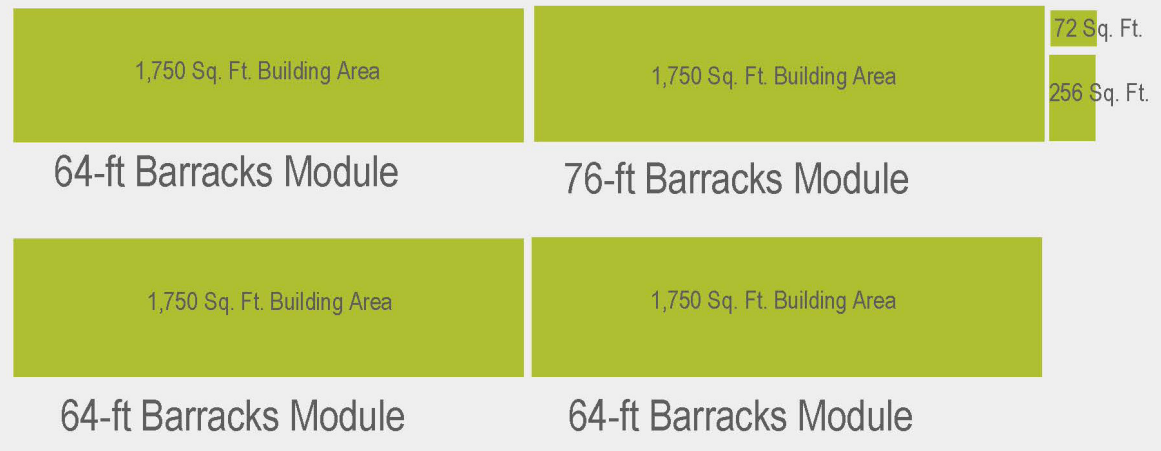 1,750 Sq. Ft. Building Area
64-ft Barracks Module
1,750 Sq. Ft. Building Area
76-ft Barracks Module
72 Sq. Ft.
256 Sq. Ft.
1,750 Sq. Ft. Building Area
64-ft Barracks Module
1,750 Sq. Ft. Building Area
64-ft Barracks Module